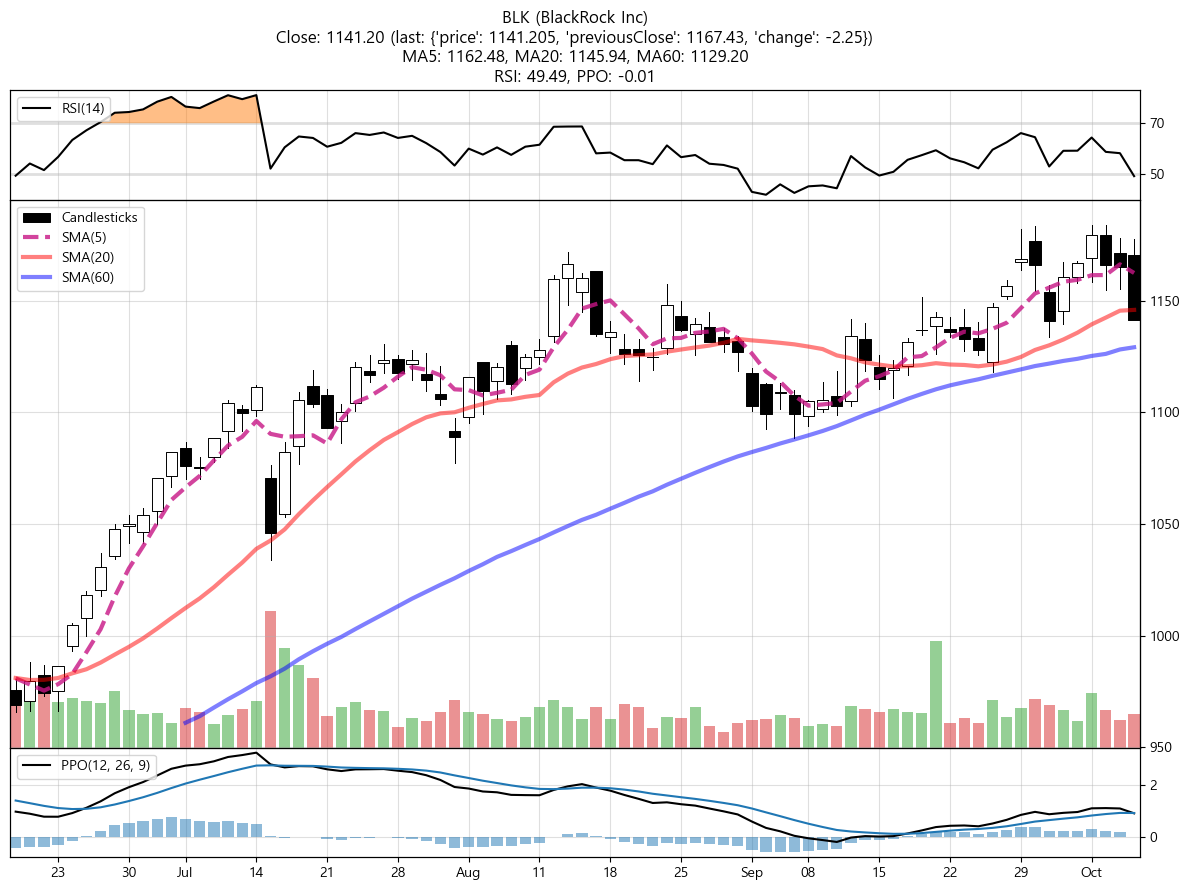 BLK (BlackRock Inc)
Close: 1141.20 (last: {'price': 1141.205, 'previousClose': 1167.43, 'change': -2.25})
MA5: 1162.48, MA20: 1145.94, MA60: 1129.20
RSI: 49.49, PPO: -0.01
RSI(14)
70
50
Candlesticks
SMA(5)
SMA(20)
SMA(60)
1150
1100
1050
1000
950
PPO(12, 26, 9)
2
0
23 30 Jul 14 21 28 Aug 11 18 25 Sep 08 15 22 29 Oct